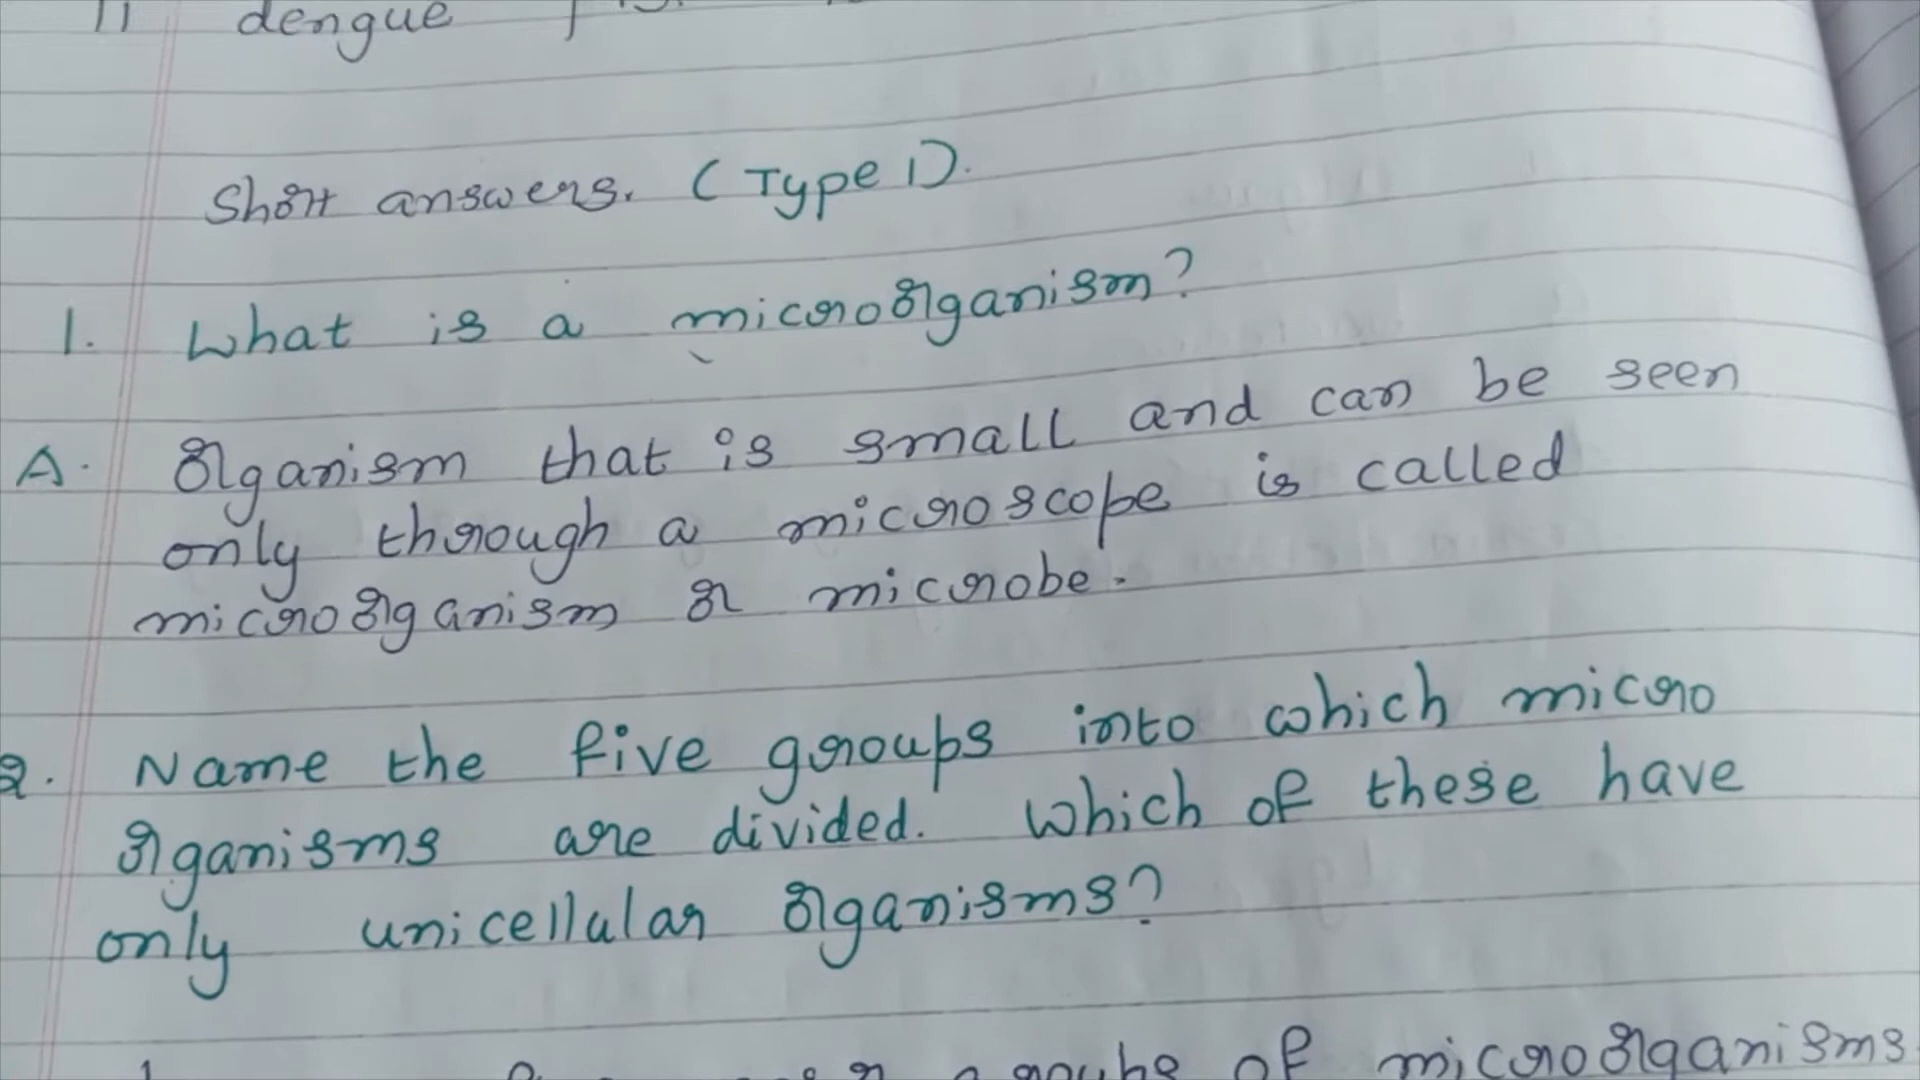 dengue
Short answers. (Type 1).
1. What is a microorganism?
A. Organism that is small and can be seen
only through a microscope is called
microorganism or microbe.
2. Name the five groups into which micro
organisms are divided. Which of these have
only unicellular organisms?
groups of microorganisms